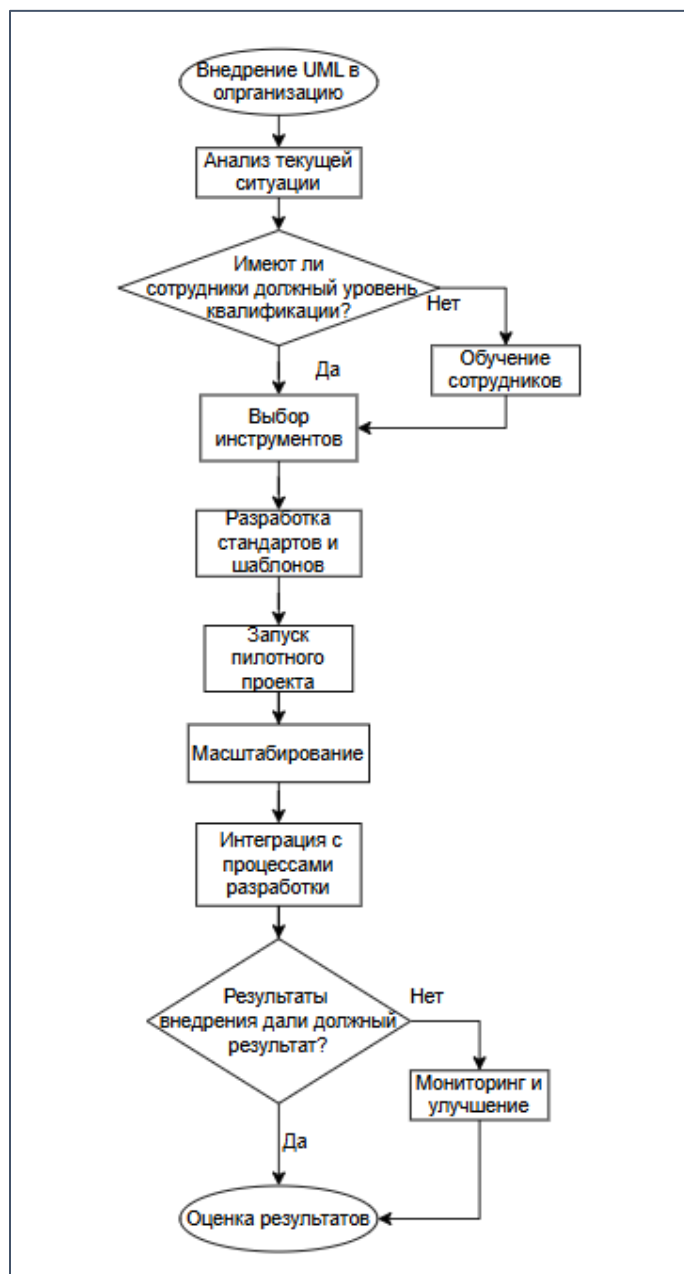 Внедрение UML в
олрганизацию
Анализ текущей
ситуации
Имеют ли
сотрудники должный уровень
квалификации?
Нет
Да
Обучение
сотрудников
Выбор
инструментов
Разработка
стандартов и
шаблонов
Запуск
пилотного
проекта
Масштабирование
Интеграция с
процессами
разработки
Результаты
внедрения дали должный
результат?
Нет
Мониторинг и
улучшение
Да
Оценка результатов